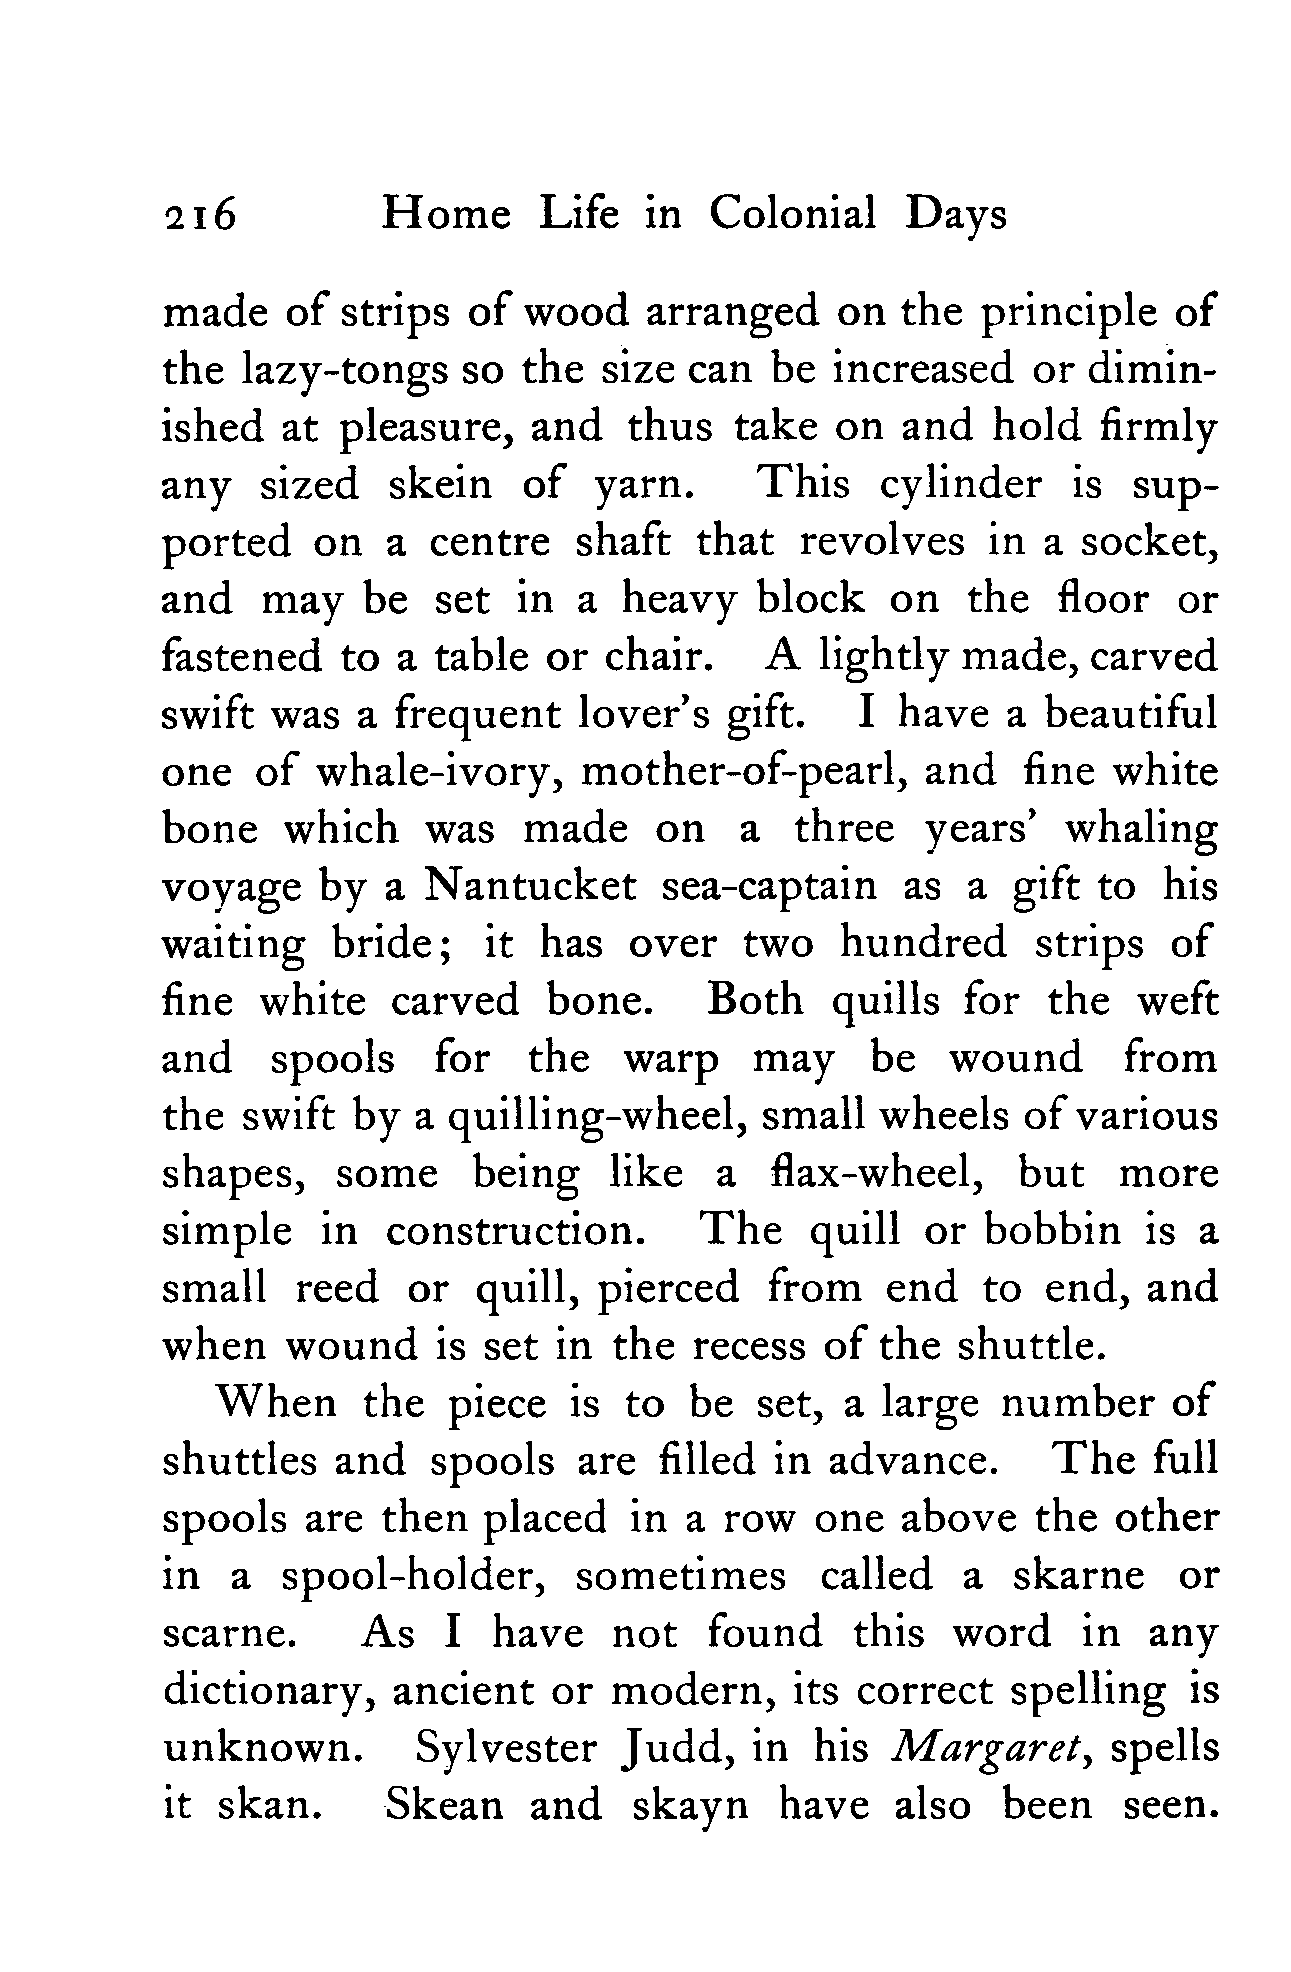 216 Home Life in Colonial Days
made of strips of wood arranged on the principle of
the lazy-tongs so the size can be increased or dimin-
ished at pleasure, and thus take on and hold firmly
any sized skein of yarn. This cylinder is sup-
ported on a centre shaft that revolves in a socket,
and may be set in a heavy block on the floor or
fastened to a table or chair. A lightly made, carved
swift was a frequent lover's gift. I have a beautiful
one of whale-ivory, mother-of-pearl, and fine white
bone which was made on a three years' whaling
voyage by a Nantucket sea-captain as a gift to his
waiting bride; it has over two hundred strips of
fine white carved bone. Both quills for the weft
and spools for the warp may be wound from
the swift by a quilling-wheel, small wheels of various
shapes, some being like a flax-wheel, but more
simple in construction. The quill or bobbin is a
small reed or quill, pierced from end to end, and
when wound is set in the recess of the shuttle.
When the piece is to be set, a large number of
shuttles and spools are filled in advance. The full
spools are then placed in a row one above the other
in a spool-holder, sometimes called a skarne or
scarne. As I have not found this word in any
dictionary, ancient or modern, its correct spelling is
unknown. Sylvester Judd, in his Margaret, spells
it skan. Skean and skayn have also been seen.